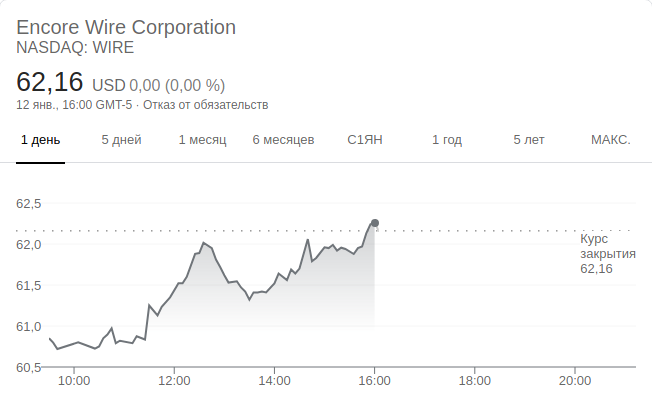 Encore Wire Corporation
NASDAQ: WIRE
62,16 USD 0,00 (0,00 %)
12 янв., 16:00 GMT-5 · Отказ от обязательств
1 день 5 дней 1 месяц 6 месяцев С1ЯН 1 год 5 лет МАКС.
62,5
62,0
61,5
61,0
60,5
Курс
закрытия
62,16
10:00 12:00 14:00 16:00 18:00 20:00